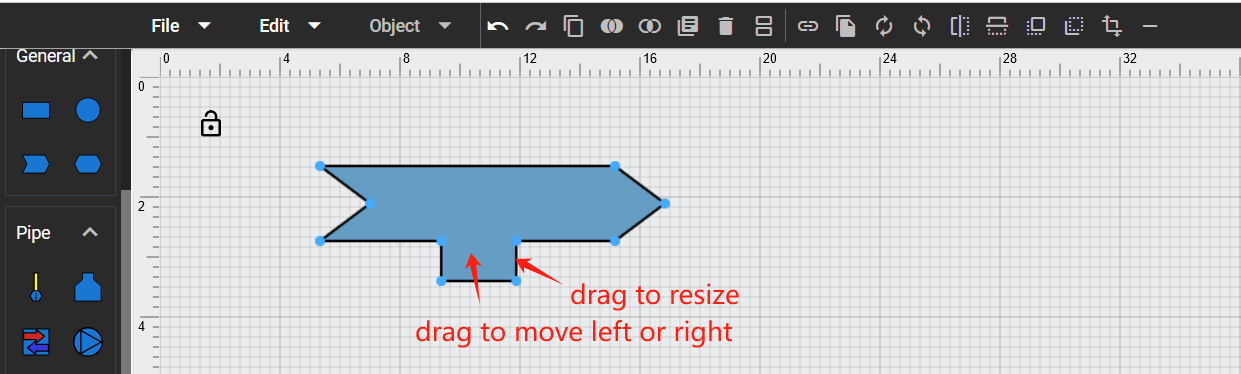 File Edit Object
General
0 4 8 12 16 20 24 28 32
0
2
Pipe
drag to resize
4
drag to move left or right